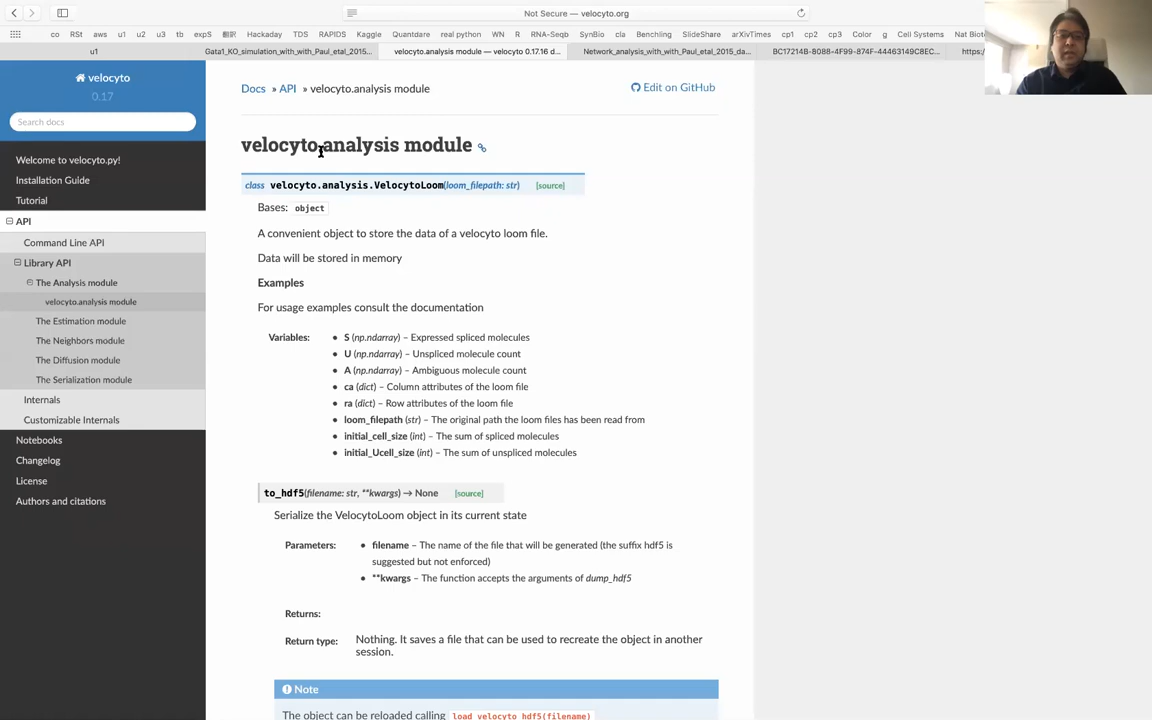 Not Secure — velocyto.org
co RSt aws u1 u2 u3 tb expS 翻訳 Hackaday TDS RAPIDS Kaggle Quantdare real python WN R R-Seq SynBio cla Benchling SlideShare arXivTimes cp1 cp2 cp3 Color g Cell Systems Nat Biot
u1 Gata1_KO_simulation_with_with_Paul_etal_2015... velocyto.analysis module — velocyto 0.17.16 d... Network_analysis_with_with_Paul_etal_2015_da... BC17214B-8088-4F99-874F-44463149C8EC... https:/
velocyto
0.17
Search docs
Welcome to velocyto.py!
Installation Guide
Tutorial
API
Command Line API
Library API
The Analysis module
velocyto.analysis module
The Estimation module
The Neighbors module
The Diffusion module
The Serialization module
Internals
Customizable Internals
Notebooks
Changelog
License
Authors and citations
Docs » API » velocyto.analysis module
Edit on GitHub
velocyto.analysis module
class velocyto.analysis.VelocytoLoom(loom_filepath: str) [source]
Bases: object
A convenient object to store the data of a velocyto loom file.
Data will be stored in memory
Examples
For usage examples consult the documentation
Variables: • S (np.ndarray) – Expressed spliced molecules
• U (np.ndarray) – Unspliced molecule count
• A (np.ndarray) – Ambiguous molecule count
• ca (dict) – Column attributes of the loom file
• ra (dict) – Row attributes of the loom file
• loom_filepath (str) – The original path the loom files has been read from
• initial_cell_size (int) – The sum of spliced molecules
• initial_Ucell_size (int) – The sum of unspliced molecules
to_hdf5(filename: str, **kwargs) → None [source]
Serialize the VelocytoLoom object in its current state
Parameters: • filename – The name of the file that will be generated (the suffix hdf5 is
suggested but not enforced)
• **kwargs – The function accepts the arguments of dump_hdf5
Returns:
Return type: Nothing. It saves a file that can be used to recreate the object in another
session.
Note
The object can be reloaded calling load_velocyto_hdf5(filename)